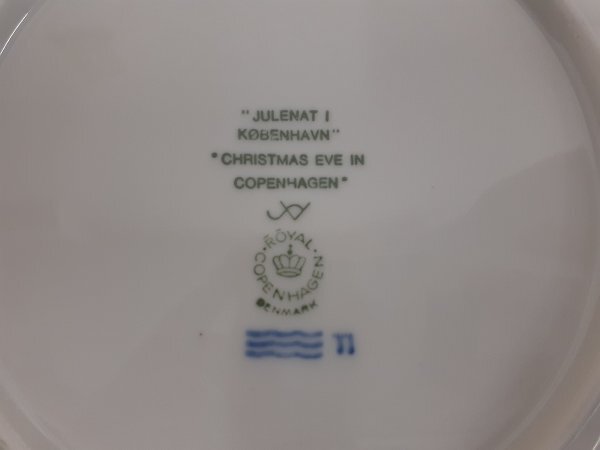 "JULENAT I
KØBENHAVN"
"CHRISTMAS EVE IN
COPENHAGEN"
ROYAL
COPENHAGEN
DENMARK